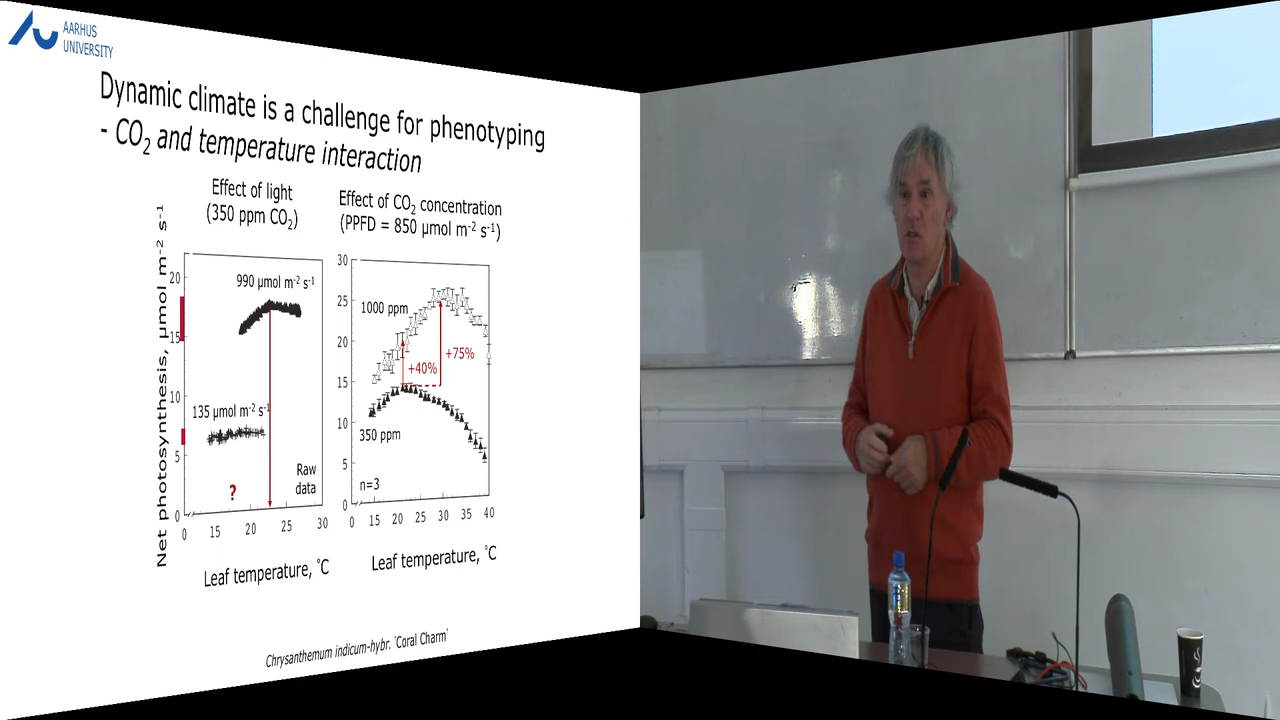 AARHUS
UNIVERSITY
Dynamic climate is a challenge for phenotyping
- CO₂ and temperature interaction
Effect of light
(350 ppm CO₂)
Net photosynthesis, µmol m⁻² s⁻¹
20
15
10
5
0
990 µmol m⁻² s⁻¹
135 µmol m⁻² s⁻¹
?
Raw
data
0 15 20 25 30
Leaf temperature, °C
Effect of CO₂ concentration
(PPFD = 850 µmol m⁻² s⁻¹)
30
25
20
15
10
5
0
1000 ppm
+40%
+75%
350 ppm
n=3
0 15 20 25 30 35 40
Leaf temperature, °C
Chrysanthemum indicum-hybr. 'Coral Charm'